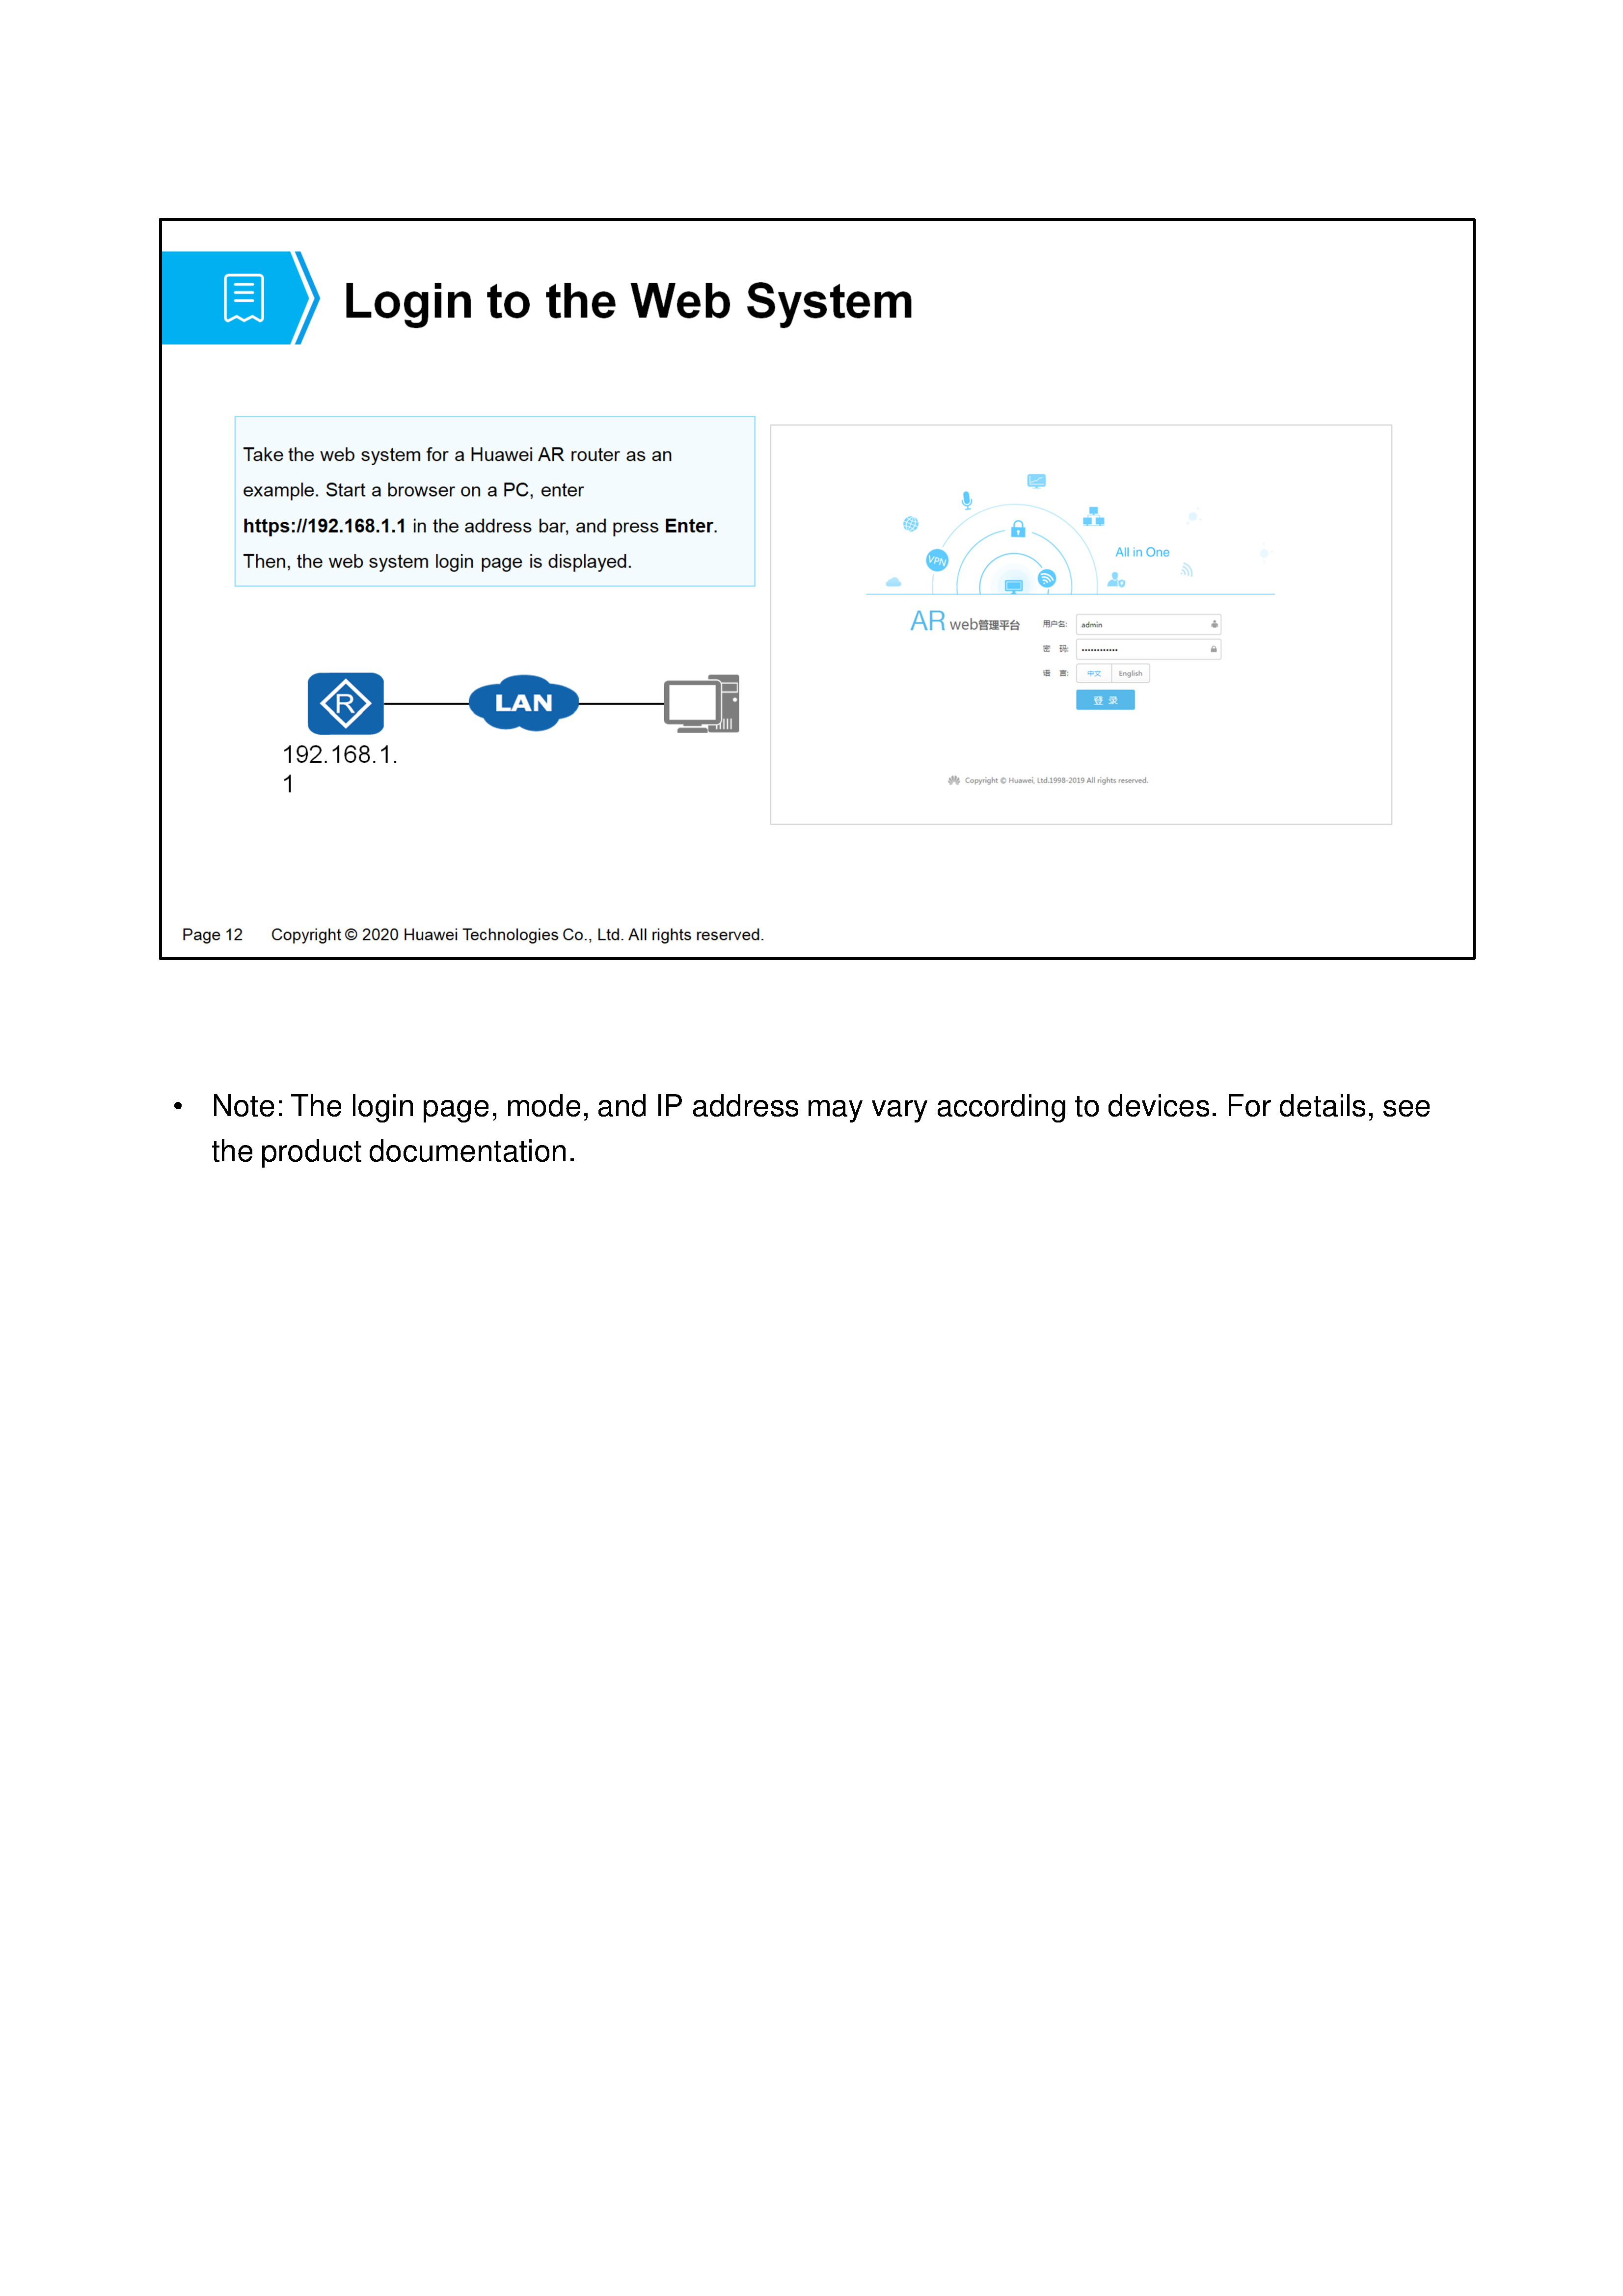 Login to the Web System
Take the web system for a Huawei AR router as an
example. Start a browser on a PC, enter
https://192.168.1.1 in the address bar, and press Enter.
Then, the web system login page is displayed.
R
LAN
192.168.1.
1
VPN
All in One
AR web管理平台
用户名: admin
密 码: ••••••••••••
语 言: 中文 English
登 录
Copyright © Huawei, Ltd.1998-2019 All rights reserved.
Page 12 Copyright © 2020 Huawei Technologies Co., Ltd. All rights reserved.
• Note: The login page, mode, and IP address may vary according to devices. For details, see
the product documentation.